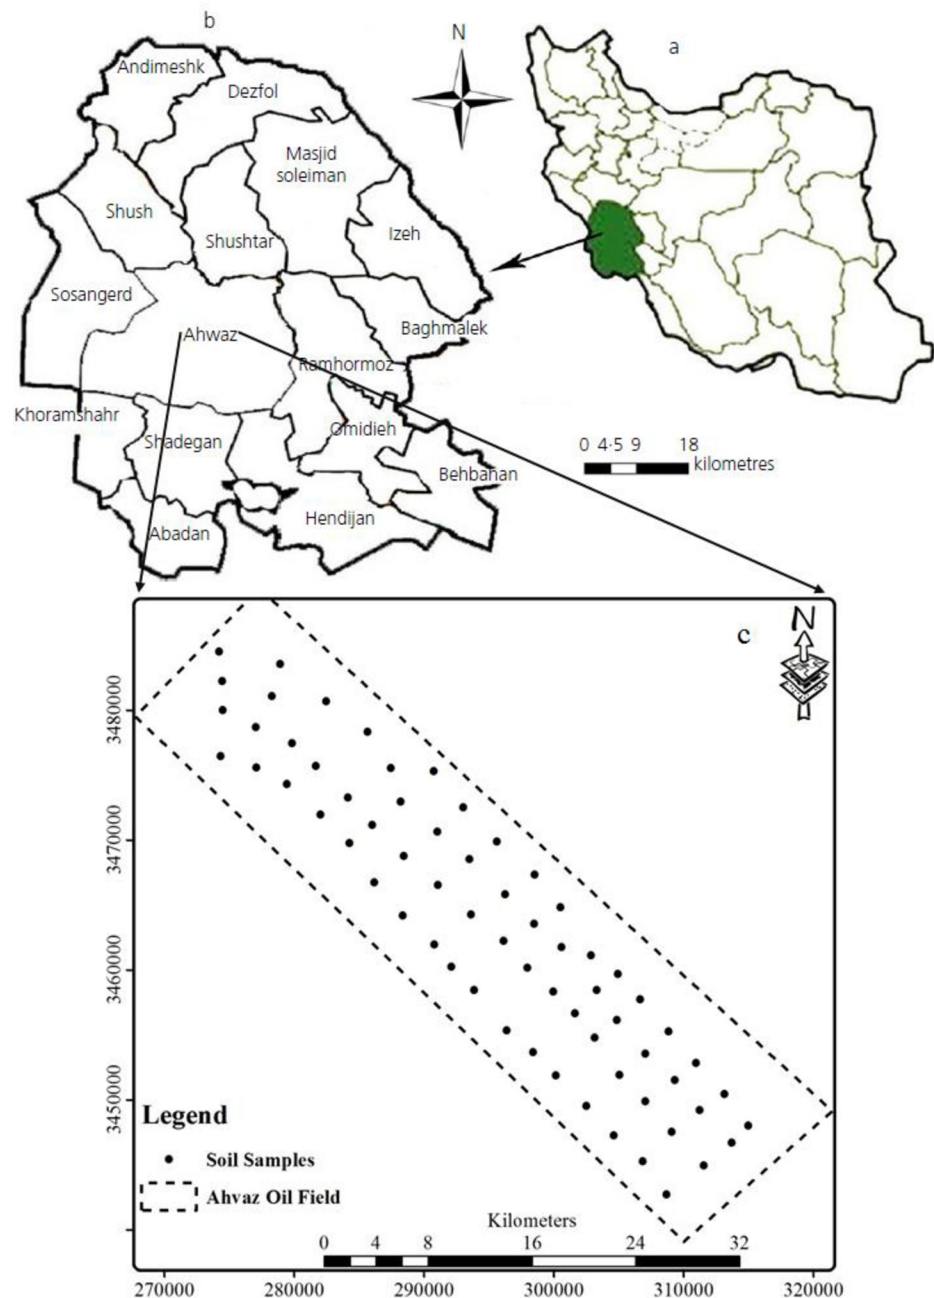 b
N
a
Andimeshk
Dezfol
Masjid
soleiman
Shush
Shushtar
Izeh
Sosangerd
Ahwaz
Baghmalek
Ramhormoz
Khoramshahr
Shadegan
Omidieh
Behbahan
Hendijan
Abadan
0 4·5 9 18
kilometres
c
N
3480000
3470000
3460000
3450000
Legend
Soil Samples
Ahvaz Oil Field
Kilometers
0 4 8 16 24 32
270000 280000 290000 300000 310000 320000